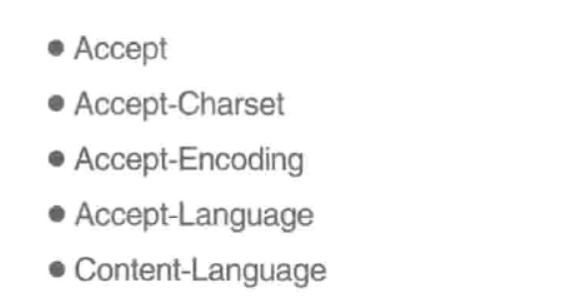 ● Accept
● Accept-Charset
● Accept-Encoding
● Accept-Language
● Content-Language